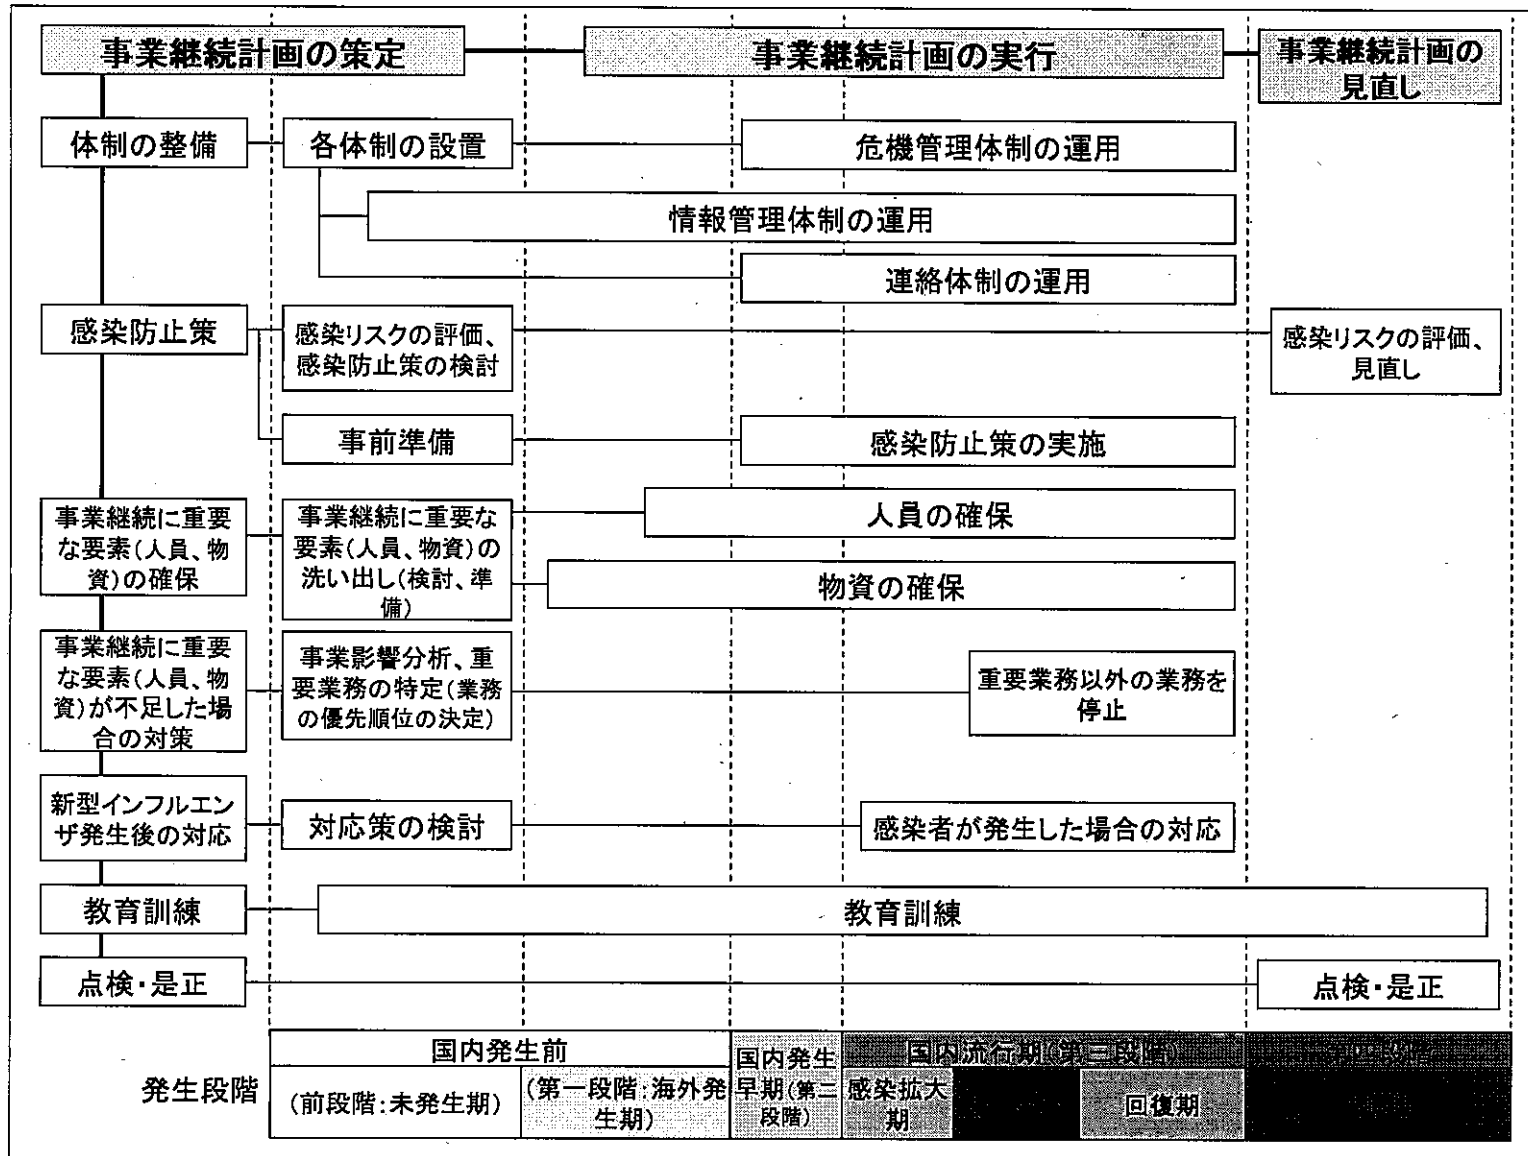 事業継続計画の策定
事業継続計画の実行
事業継続計画の
見直し
体制の整備
各体制の設置
危機管理体制の運用
情報管理体制の運用
連絡体制の運用
感染防止策
感染リスクの評価、
感染防止策の検討
感染リスクの評価、
見直し
事前準備
感染防止策の実施
事業継続に重要
な要素(人員、物
資)の確保
事業継続に重要な
要素(人員、物資)の
洗い出し(検討、準
備)
人員の確保
物資の確保
事業継続に重要
な要素(人員、物
資)が不足した場
合の対策
事業影響分析、重
要業務の特定(業務
の優先順位の決定)
重要業務以外の業務を
停止
新型インフルエン
ザ発生後の対応
対応策の検討
感染者が発生した場合の対応
教育訓練
教育訓練
点検・是正
点検・是正
発生段階
国内発生前
(前段階:未発生期)
(第一段階:海外発
生期)
国内発生
早期(第二
段階)
国内流行期(第三段階)
感染拡大
期
回復期
第四段階